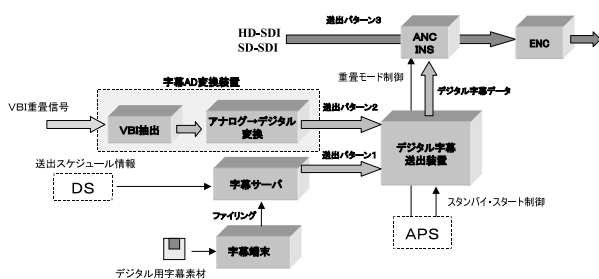 HD-SDI
SD-SDI
送出パターン3
ANC
INS
ENC
字幕AD変換装置
重畳モード制御
デジタル字幕データ
VBI重畳信号
VBI抽出
アナログ→デジタル
変換
送出パターン2
デジタル字幕
送出装置
送出スケジュール情報
DS
字幕サーバ
送出パターン1
スタンバイ・スタート制御
ファイリング
APS
字幕端末
デジタル用字幕素材